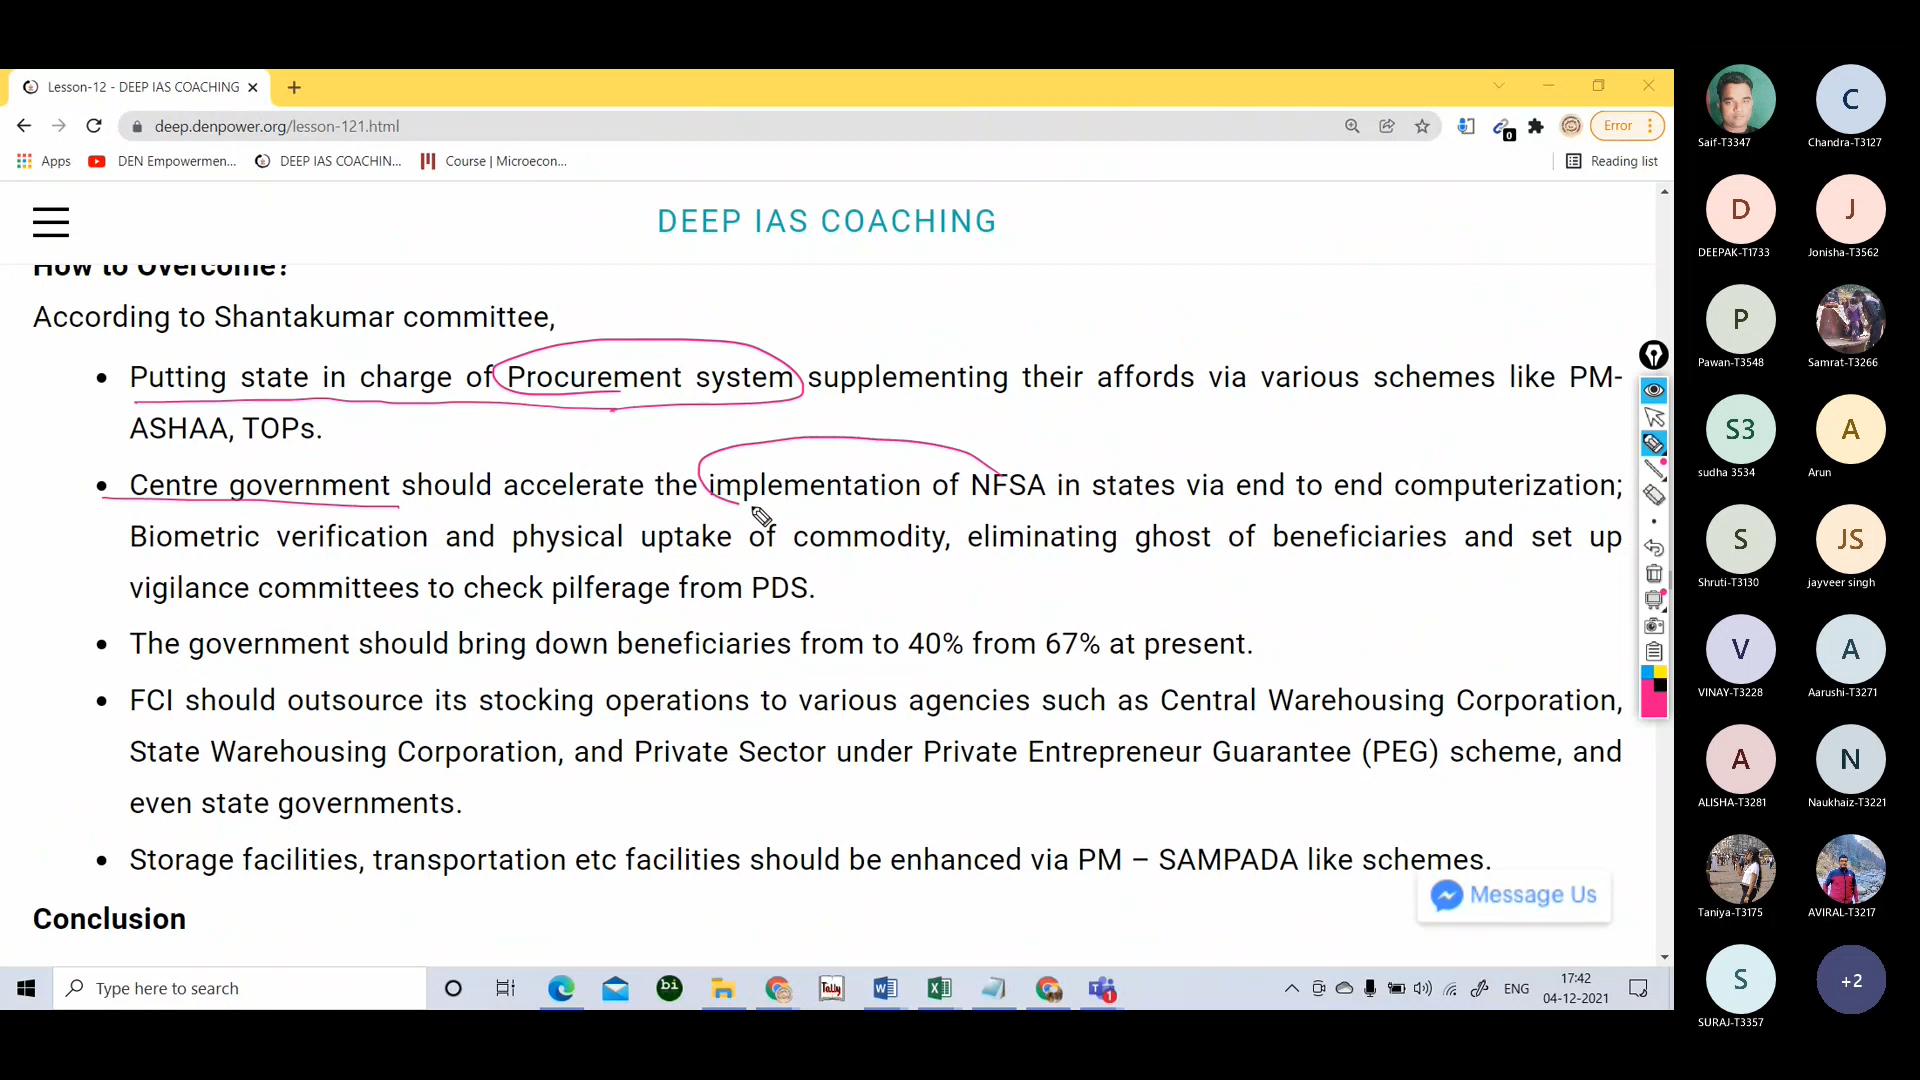 Lesson-12 - DEEP IAS COACHING
deep.denpower.org/lesson-121.html
0
Error
Apps
DEN Empowermen...
DEEP IAS COACHIN...
Course | Microecon...
Reading list
DEEP IAS COACHING
How to Overcome?
According to Shantakumar committee,
• Putting state in charge of Procurement system supplementing their affords via various schemes like PM-
ASHAA, TOPs.
• Centre government should accelerate the implementation of NFSA in states via end to end computerization;
Biometric verification and physical uptake of commodity, eliminating ghost of beneficiaries and set up
vigilance committees to check pilferage from PDS.
• The government should bring down beneficiaries from to 40% from 67% at present.
• FCI should outsource its stocking operations to various agencies such as Central Warehousing Corporation,
State Warehousing Corporation, and Private Sector under Private Entrepreneur Guarantee (PEG) scheme, and
even state governments.
• Storage facilities, transportation etc facilities should be enhanced via PM – SAMPADA like schemes.
Message Us
Conclusion
Type here to search
bi
Tally
1
ENG
17:42
04-12-2021
Saif-T3347
C
Chandra-T3127
D
DEEPAK-T1733
J
Jonisha-T3562
P
Pawan-T3548
Samrat-T3266
S3
sudha 3534
A
Arun
S
Shruti-T3130
JS
jayveer singh
V
VINAY-T3228
A
Aarushi-T3271
A
ALISHA-T3281
N
Naukhaiz-T3221
Taniya-T3175
AVIRAL-T3217
S
SURAJ-T3357
+2